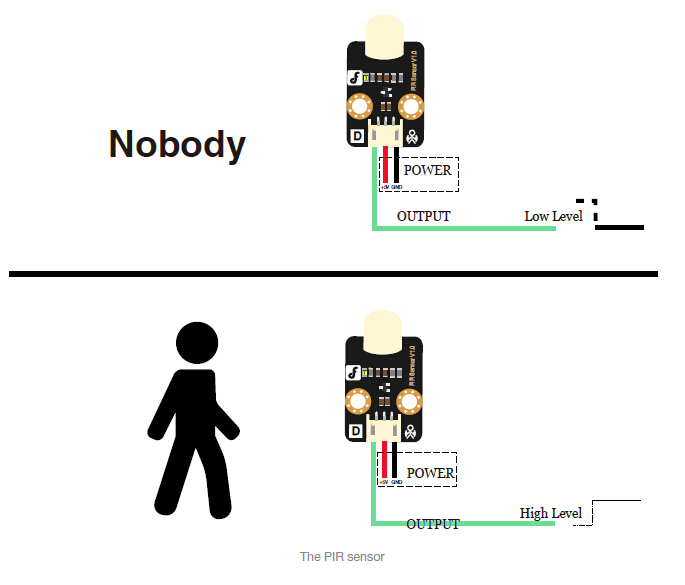 PIR Sensor V1.0
Nobody
D
POWER
+5V GND
OUTPUT
Low Level
PIR Sensor V1.0
D
POWER
+5V GND
High Level
OUTPUT
The PIR sensor